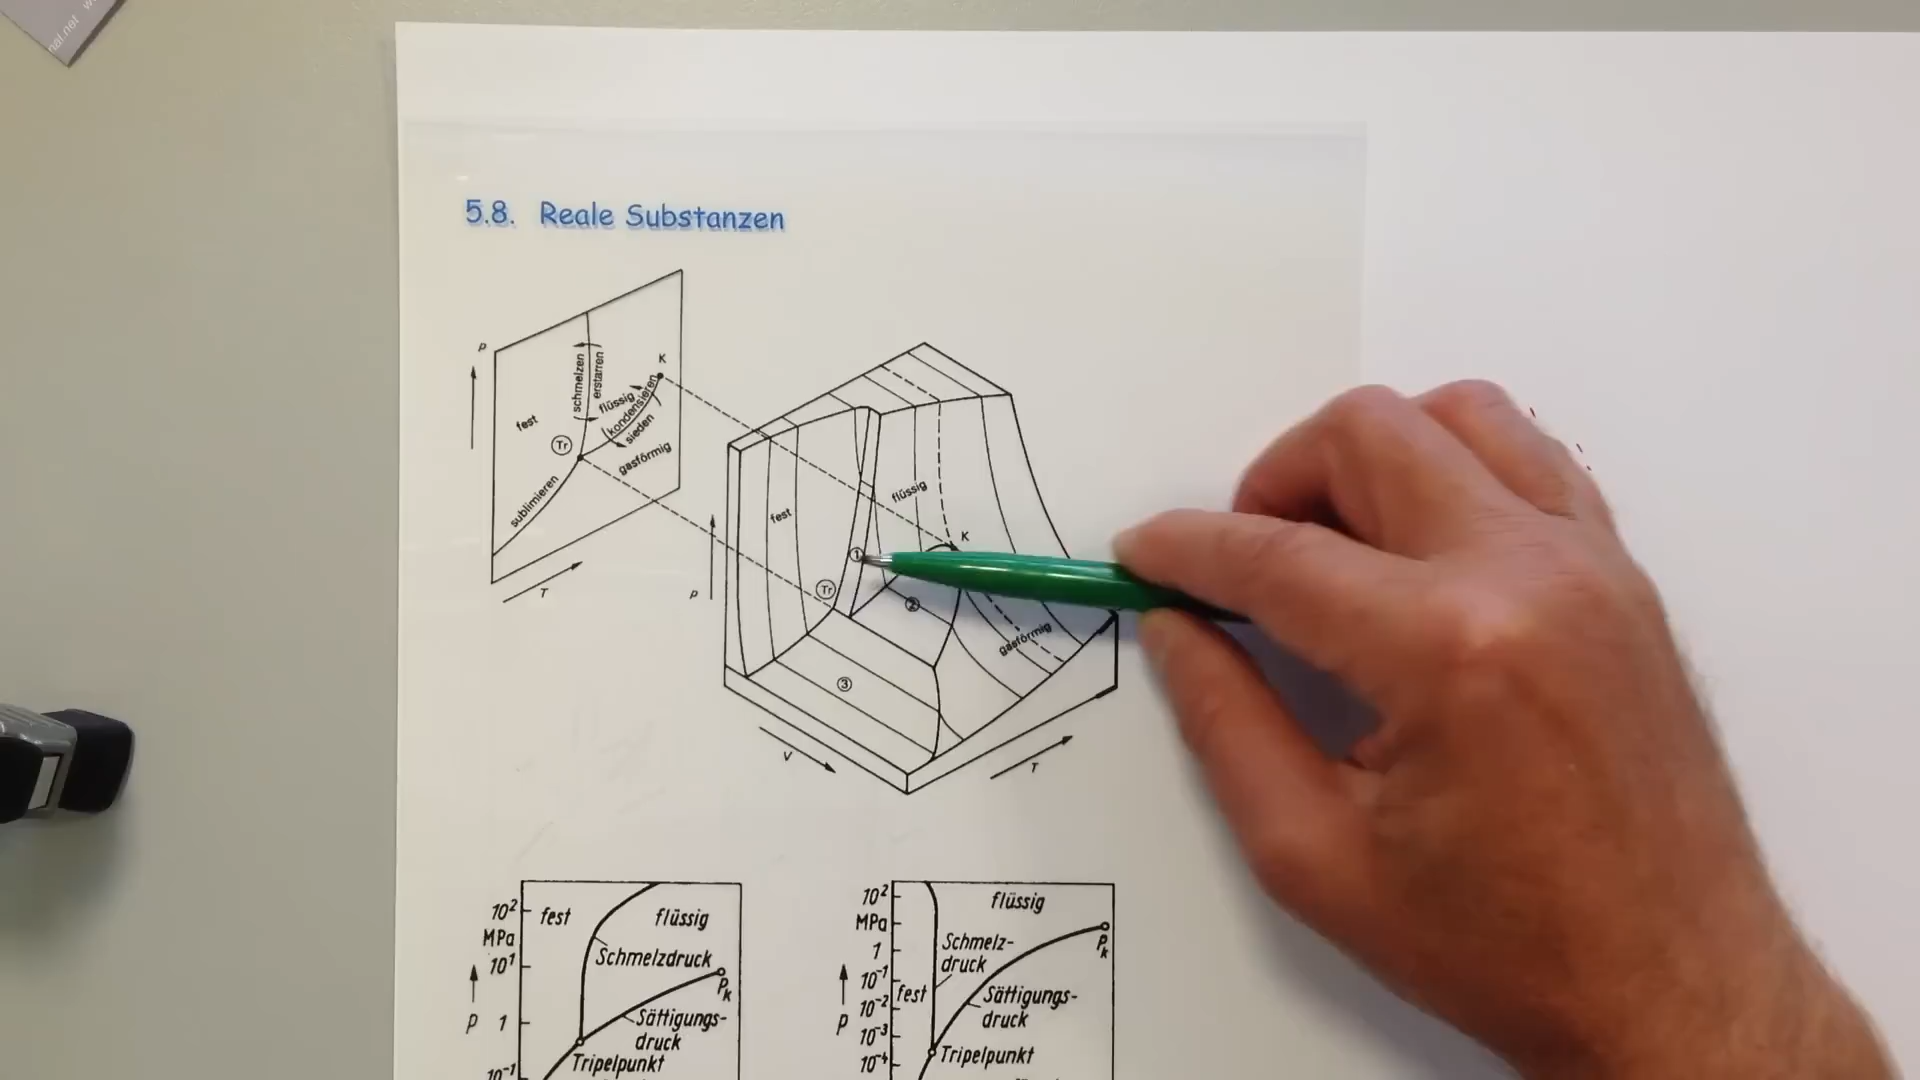 nal.net
5.8. Reale Substanzen
p
schmelzen
erstarren
K
fest
flüssig
kondensieren
sieden
Tr
gasförmig
sublimieren
T
fest
flüssig
K
1
Tr
2
p
gasförmig
3
V
T
10²
MPa
10¹
p
1
10⁻¹
fest
flüssig
Schmelzdruck
Pk
Sättigungs-
druck
Tripelpunkt
10²
MPa
1
10⁻¹
10⁻²
p
10⁻³
10⁻⁴
flüssig
Schmelz-
druck
Pk
fest
Sättigungs-
druck
Tripelpunkt